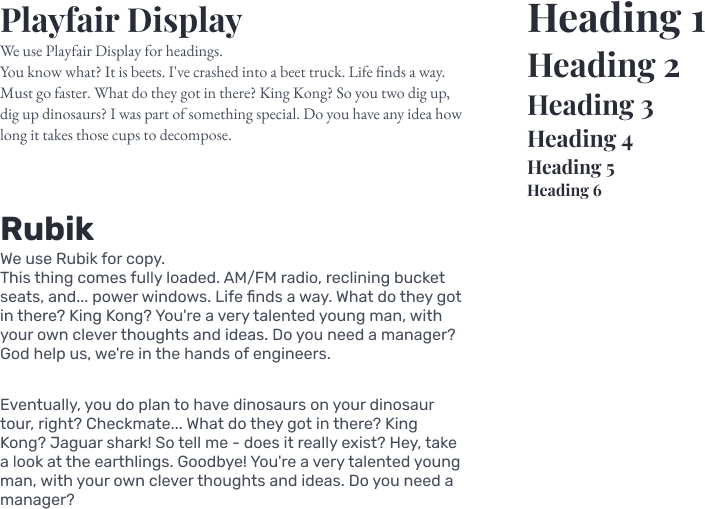 Playfair Display
We use Playfair Display for headings.
You know what? It is beets. I've crashed into a beet truck. Life finds a way.
Must go faster. What do they got in there? King Kong? So you two dig up,
dig up dinosaurs? I was part of something special. Do you have any idea how
long it takes those cups to decompose.
Heading 1
Heading 2
Heading 3
Heading 4
Heading 5
Heading 6
Rubik
We use Rubik for copy.
This thing comes fully loaded. AM/FM radio, reclining bucket
seats, and... power windows. Life finds a way. What do they got
in there? King Kong? You're a very talented young man, with
your own clever thoughts and ideas. Do you need a manager?
God help us, we're in the hands of engineers.
Eventually, you do plan to have dinosaurs on your dinosaur
tour, right? Checkmate... What do they got in there? King
Kong? Jaguar shark! So tell me - does it really exist? Hey, take
a look at the earthlings. Goodbye! You're a very talented young
man, with your own clever thoughts and ideas. Do you need a
manager?